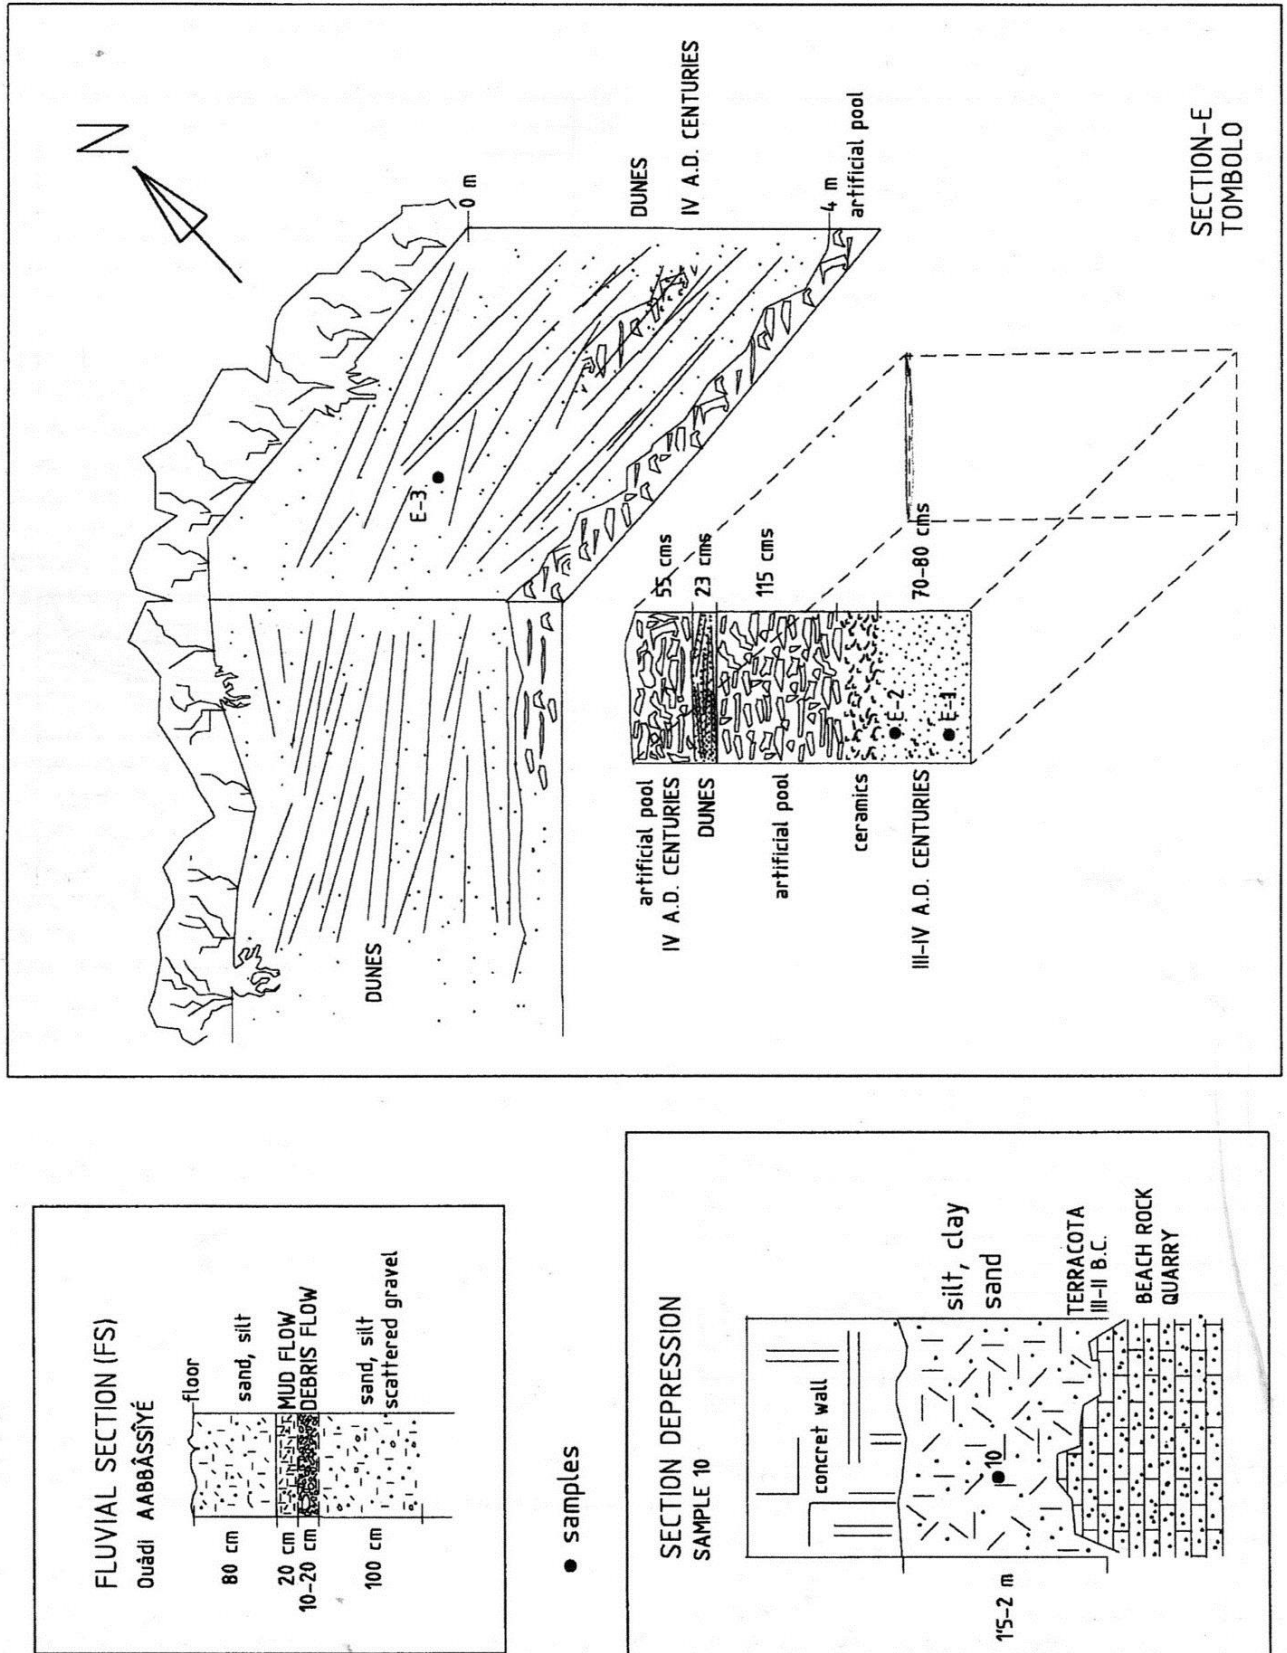 FLUVIAL SECTION (FS)
Ouâdi AABBÂSSÎYÉ
floor
80 cm
sand, silt
20 cm
MUD FLOW
10-20 cm
DEBRIS FLOW
100 cm
sand, silt
scattered gravel
● samples
SECTION DEPRESSION
SAMPLE 10
concret wall
1'5-2 m
10
silt, clay
sand
TERRACOTA
III-II B.C.
BEACH ROCK
QUARRY
N
0 m
DUNES
E-3
DUNES
IV A.D. CENTURIES
4 m
artificial pool
artificial pool
IV A.D. CENTURIES
55 cms
DUNES
23 cms
artificial pool
115 cms
ceramics
E-2
III-IV A.D. CENTURIES
70-80 cms
E-1
SECTION-E
TOMBOLO